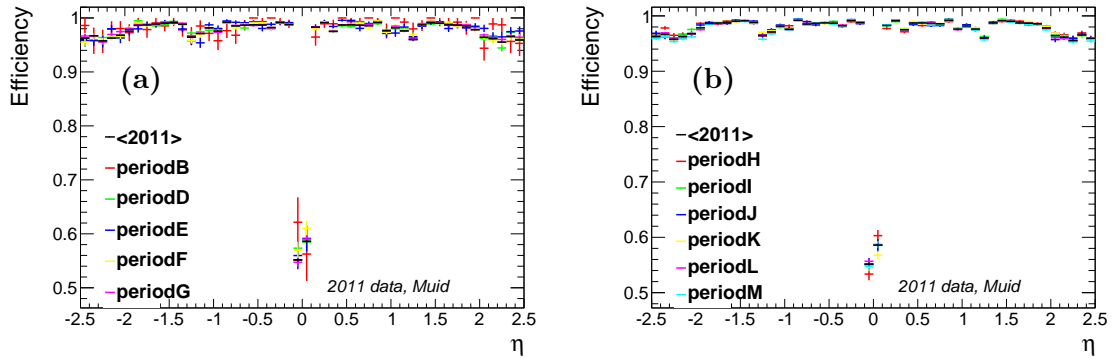 Efficiency
1
0.9
0.8
0.7
0.6
0.5
(a)
<2011>
periodB
periodD
periodE
periodF
periodG
2011 data, Muid
-2.5 -2 -1.5 -1 -0.5 0 0.5 1 1.5 2 2.5
η
Efficiency
1
0.9
0.8
0.7
0.6
0.5
(b)
<2011>
periodH
periodI
periodJ
periodK
periodL
periodM
2011 data, Muid
-2.5 -2 -1.5 -1 -0.5 0 0.5 1 1.5 2 2.5
η